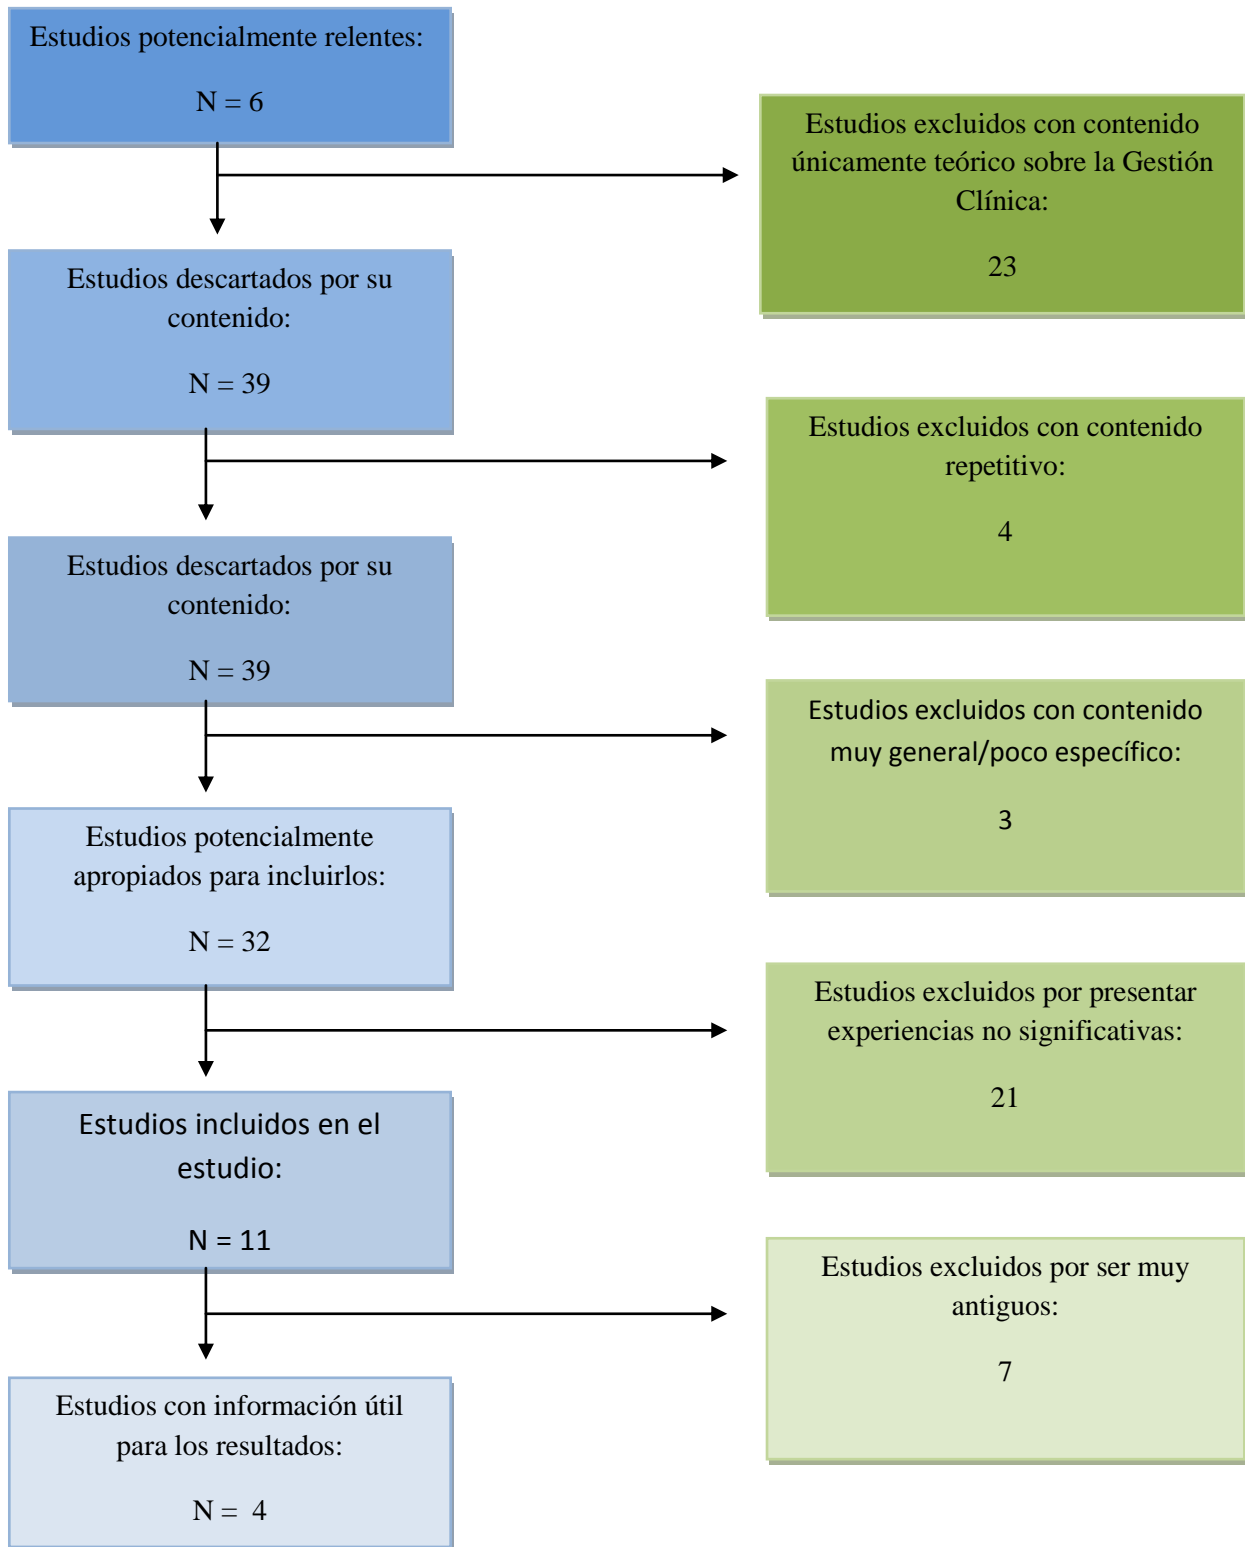 Estudios potencialmente relentes:
N = 6
Estudios excluidos con contenido
únicamente teórico sobre la Gestión
Clínica:
23
Estudios descartados por su
contenido:
N = 39
Estudios excluidos con contenido
repetitivo:
4
Estudios descartados por su
contenido:
N = 39
Estudios excluidos con contenido
muy general/poco específico:
3
Estudios potencialmente
apropiados para incluirlos:
N = 32
Estudios excluidos por presentar
experiencias no significativas:
21
Estudios incluidos en el
estudio:
N = 11
Estudios excluidos por ser muy
antiguos:
7
Estudios con información útil
para los resultados:
N = 4